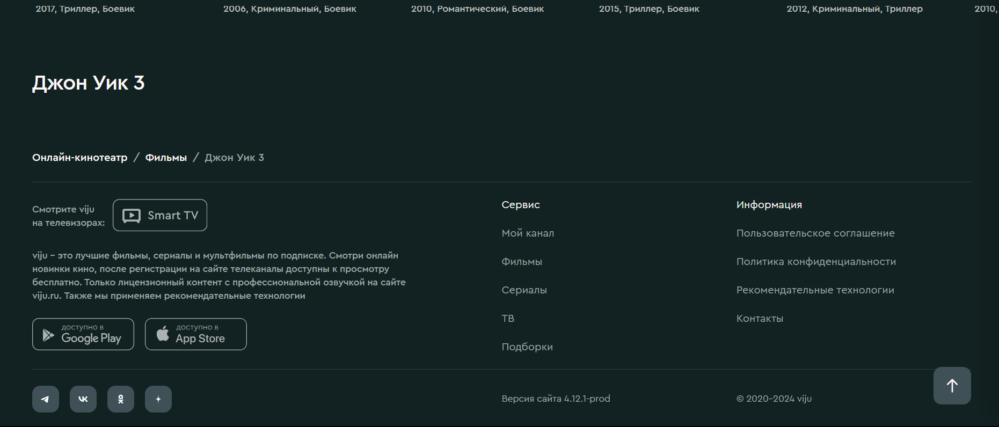 2017, Триллер, Боевик
2006, Криминальный, Боевик
2010, Романтический, Боевик
2015, Триллер, Боевик
2012, Криминальный, Триллер
2010,
Джон Уик 3
Онлайн-кинотеатр / Фильмы / Джон Уик 3
Смотрите viju
на телевизорах:
Smart TV
viju – это лучшие фильмы, сериалы и мультфильмы по подписке. Смотри онлайн
новинки кино, после регистрации на сайте телеканалы доступны к просмотру
бесплатно. Только лицензионный контент с профессиональной озвучкой на сайте
viju.ru. Также мы применяем рекомендательные технологии
доступно в
Google Play
доступно в
App Store
Сервис
Мой канал
Фильмы
Сериалы
ТВ
Подборки
Информация
Пользовательское соглашение
Политика конфиденциальности
Рекомендательные технологии
Контакты
Версия сайта 4.12.1-prod
© 2020–2024 viju